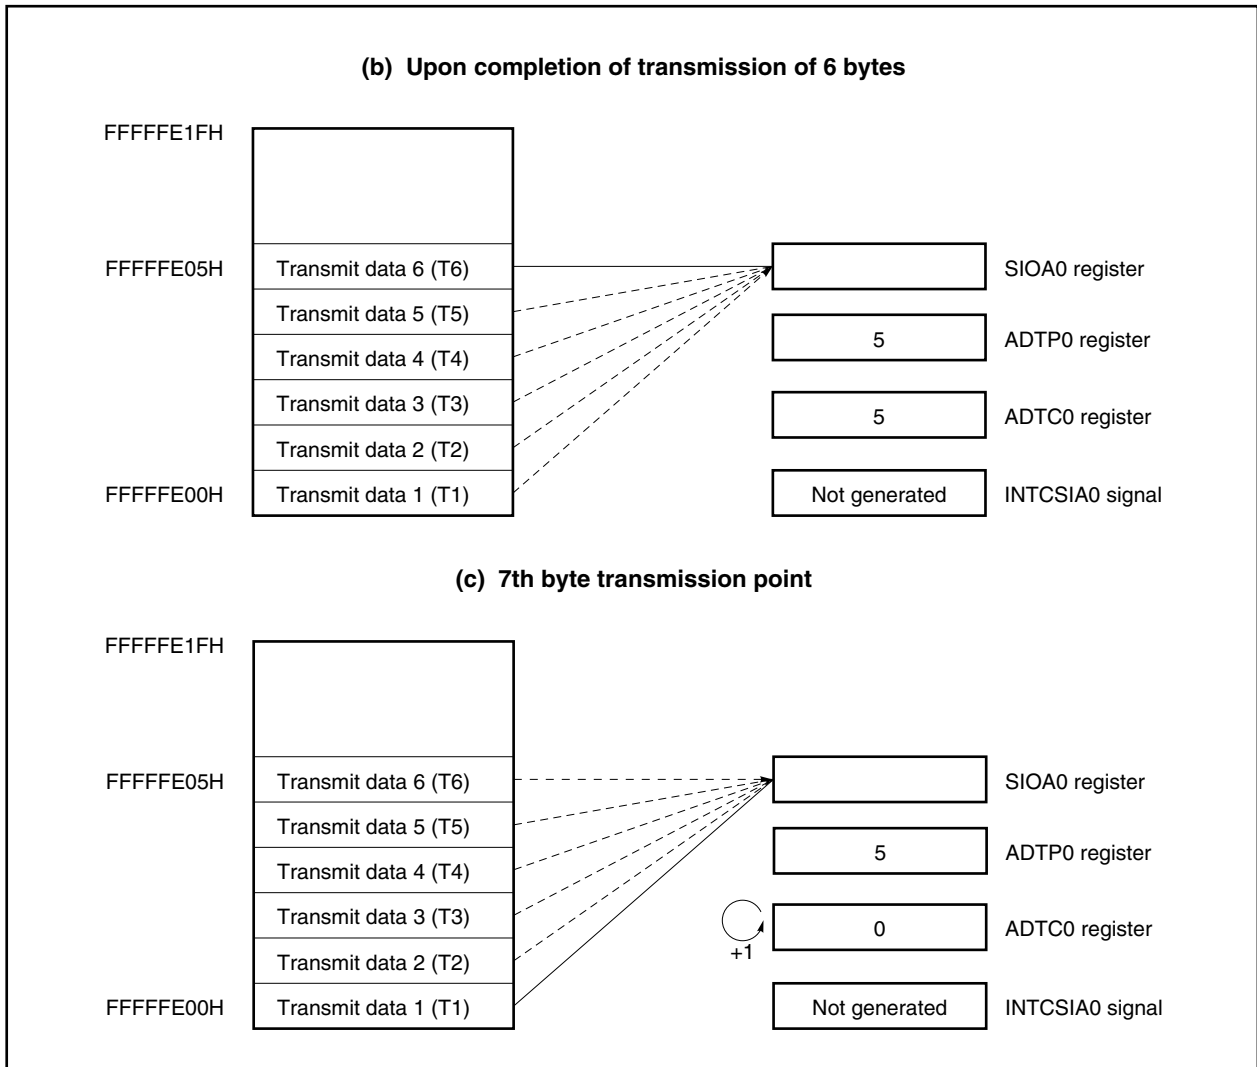 (b) Upon completion of transmission of 6 bytes
FFFFFE1FH
FFFFFE05H Transmit data 6 (T6) SIOA0 register
Transmit data 5 (T5)
5 ADTP0 register
Transmit data 4 (T4)
Transmit data 3 (T3)
5 ADTC0 register
Transmit data 2 (T2)
FFFFFE00H Transmit data 1 (T1) Not generated INTCSIA0 signal
(c) 7th byte transmission point
FFFFFE1FH
FFFFFE05H Transmit data 6 (T6) SIOA0 register
Transmit data 5 (T5)
5 ADTP0 register
Transmit data 4 (T4)
Transmit data 3 (T3)
0 ADTC0 register
+1
Transmit data 2 (T2)
FFFFFE00H Transmit data 1 (T1) Not generated INTCSIA0 signal